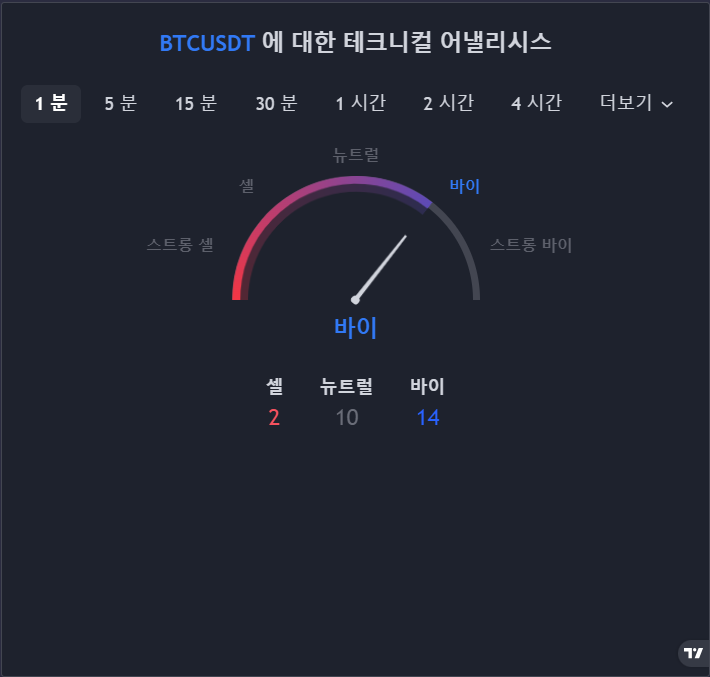 BTCUSDT 에 대한 테크니컬 어낼리시스
1 분 5 분 15 분 30 분 1 시간 2 시간 4 시간 더보기
뉴트럴
셀 바이
스트롱 셀 스트롱 바이
바이
셀 뉴트럴 바이
2 10 14